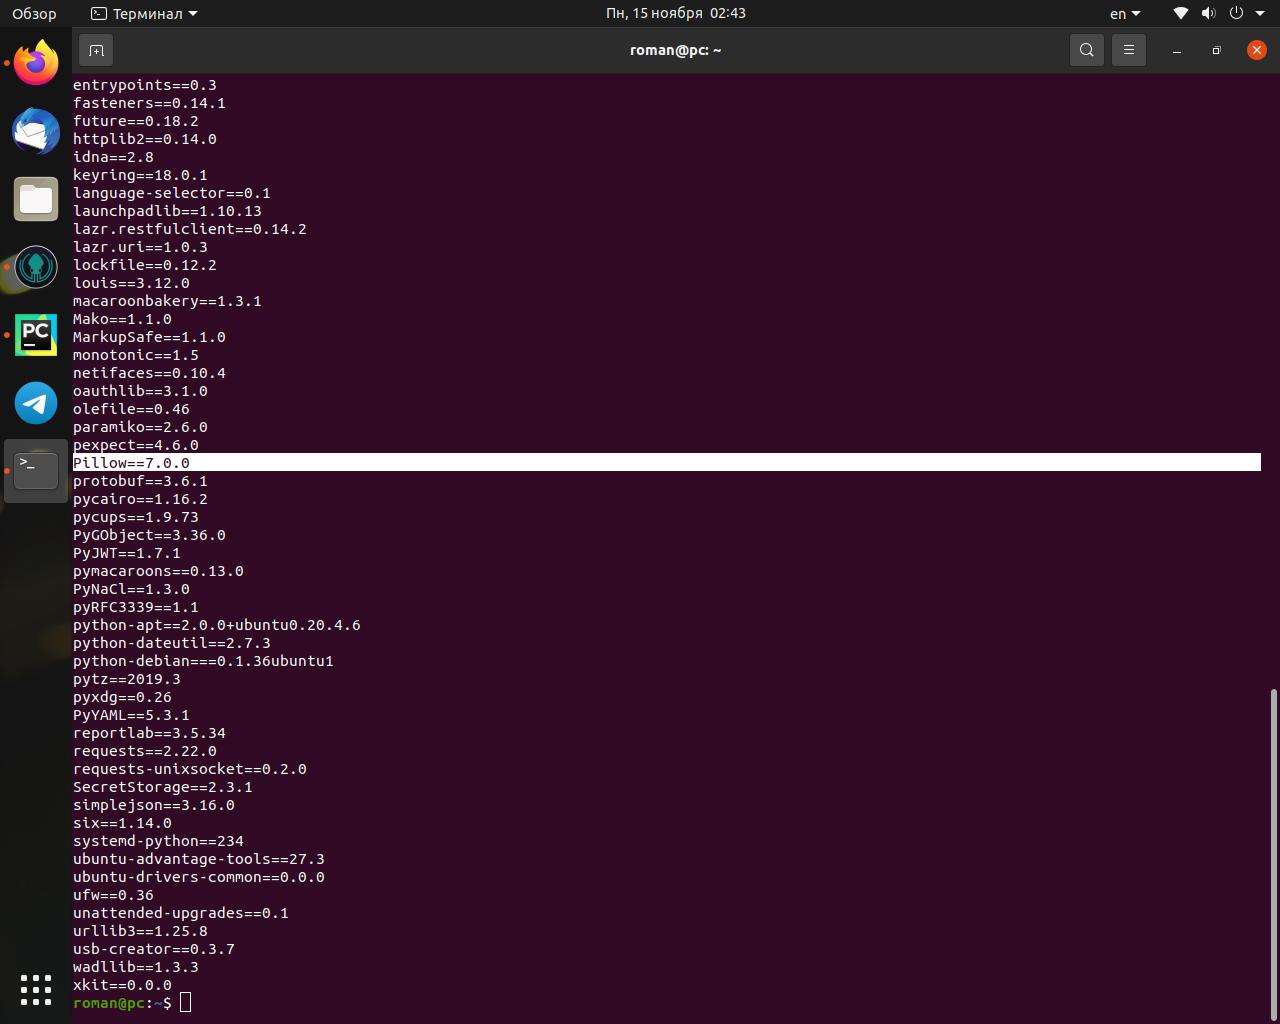 Обзор
Терминал
Пн, 15 ноября 02:43
en
roman@pc: ~
entrypoints==0.3
fasteners==0.14.1
future==0.18.2
httplib2==0.14.0
idna==2.8
keyring==18.0.1
language-selector==0.1
launchpadlib==1.10.13
lazr.restfulclient==0.14.2
lazr.uri==1.0.3
lockfile==0.12.2
louis==3.12.0
macaroonbakery==1.3.1
Mako==1.1.0
MarkupSafe==1.1.0
monotonic==1.5
netifaces==0.10.4
oauthlib==3.1.0
olefile==0.46
paramiko==2.6.0
pexpect==4.6.0
Pillow==7.0.0
protobuf==3.6.1
pycairo==1.16.2
pycups==1.9.73
PyGObject==3.36.0
PyJWT==1.7.1
pymacaroons==0.13.0
PyNaCl==1.3.0
pyRFC3339==1.1
python-apt==2.0.0+ubuntu0.20.4.6
python-dateutil==2.7.3
python-debian===0.1.36ubuntu1
pytz==2019.3
pyxdg==0.26
PyYAML==5.3.1
reportlab==3.5.34
requests==2.22.0
requests-unixsocket==0.2.0
SecretStorage==2.3.1
simplejson==3.16.0
six==1.14.0
systemd-python==234
ubuntu-advantage-tools==27.3
ubuntu-drivers-common==0.0.0
ufw==0.36
unattended-upgrades==0.1
urllib3==1.25.8
usb-creator==0.3.7
wadllib==1.3.3
xkit==0.0.0
roman@pc:~$
PC
>_